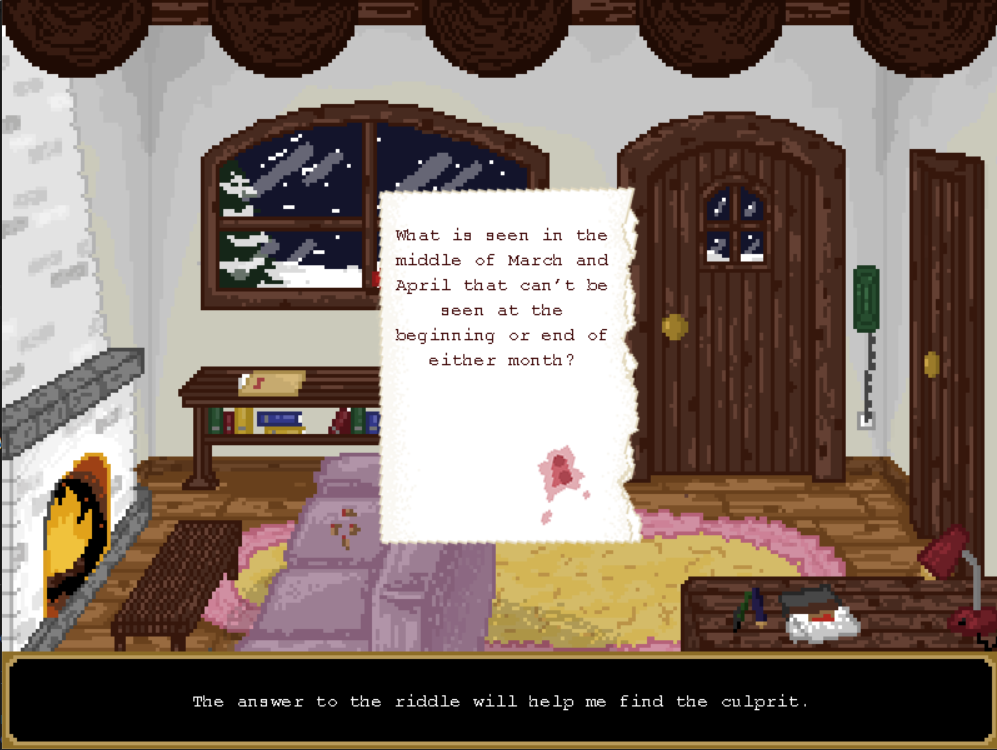 What is seen in the
middle of March and
April that can't be
seen at the
beginning or end of
either month?
The answer to the riddle will help me find the culprit.